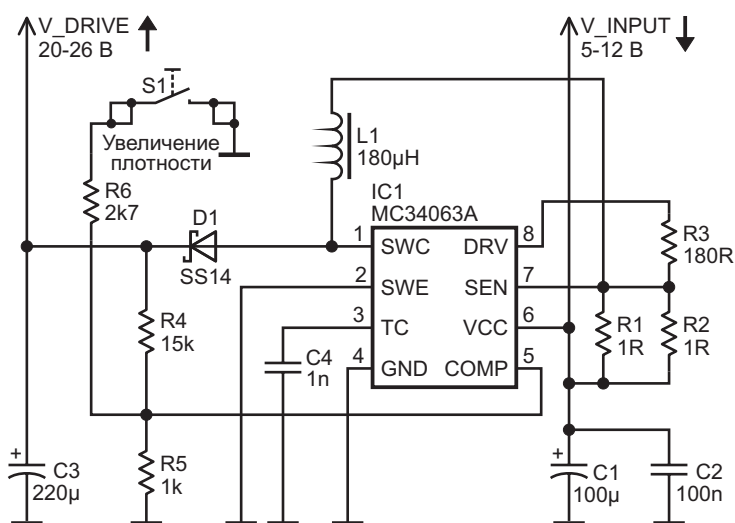 V_DRIVE
20-26 В
V_INPUT
5-12 В
S1
Увеличение
плотности
L1
180µH
R6
2k7
IC1
MC34063A
D1
SS14
1
SWC
DRV
8
R3
180R
2
SWE
SEN
7
3
TC
VCC
6
4
GND
COMP
5
R4
15k
C4
1n
R1
1R
R2
1R
+
C3
220µ
R5
1k
+
C1
100µ
C2
100n